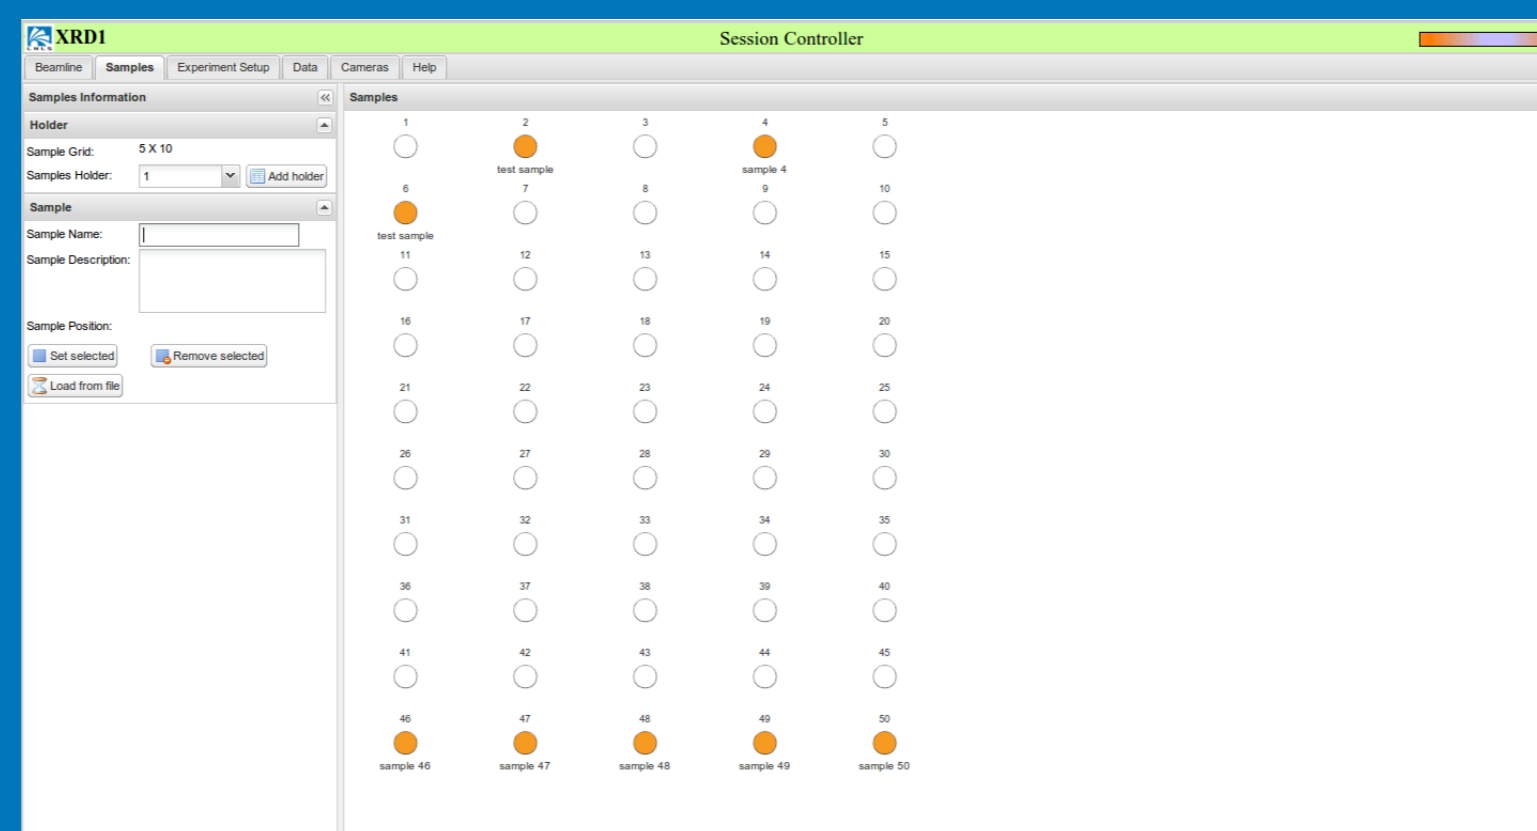 XRD1
Session Controller
LNLS
Beamline Samples Experiment Setup Data Cameras Help
Samples Information
Samples
Holder
Sample Grid: 5 X 10
Samples Holder: 1 Add holder
Sample
Sample Name:
Sample Description:
Sample Position:
Set selected Remove selected
Load from file
1 2 3 4 5
test sample sample 4
6 7 8 9 10
test sample
11 12 13 14 15
16 17 18 19 20
21 22 23 24 25
26 27 28 29 30
31 32 33 34 35
36 37 38 39 40
41 42 43 44 45
46 47 48 49 50
sample 46 sample 47 sample 48 sample 49 sample 50